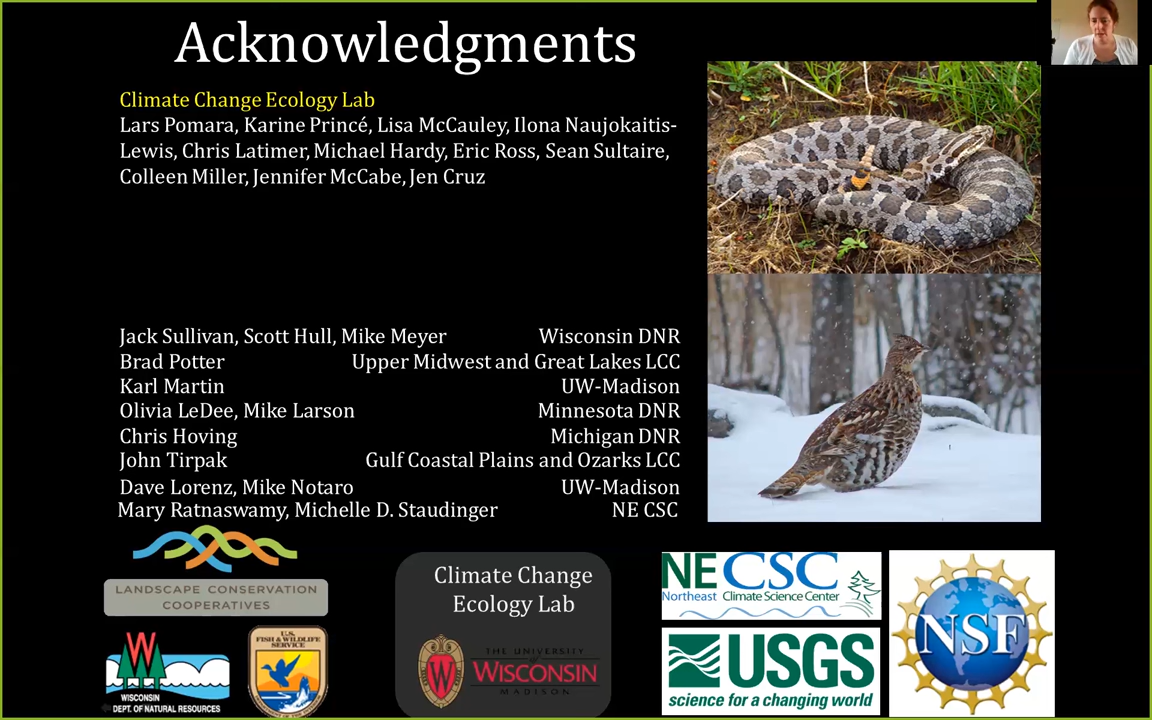 Acknowledgments
Climate Change Ecology Lab
Lars Pomara, Karine Princé, Lisa McCauley, Ilona Naujokaitis-
Lewis, Chris Latimer, Michael Hardy, Eric Ross, Sean Sultaire,
Colleen Miller, Jennifer McCabe, Jen Cruz
Jack Sullivan, Scott Hull, Mike Meyer Wisconsin DNR
Brad Potter Upper Midwest and Great Lakes LCC
Karl Martin UW-Madison
Olivia LeDee, Mike Larson Minnesota DNR
Chris Hoving Michigan DNR
John Tirpak Gulf Coastal Plains and Ozarks LCC
Dave Lorenz, Mike Notaro UW-Madison
Mary Ratnaswamy, Michelle D. Staudinger NE CSC
LANDSCAPE CONSERVATION
COOPERATIVES
W
WISCONSIN
DEPT. OF NATURAL RESOURCES
U.S.
FISH & WILDLIFE
SERVICE
Climate Change
Ecology Lab
W
THE UNIVERSITY
of
WISCONSIN
MADISON
NE CSC
Northeast Climate Science Center
USGS
science for a changing world
NSF